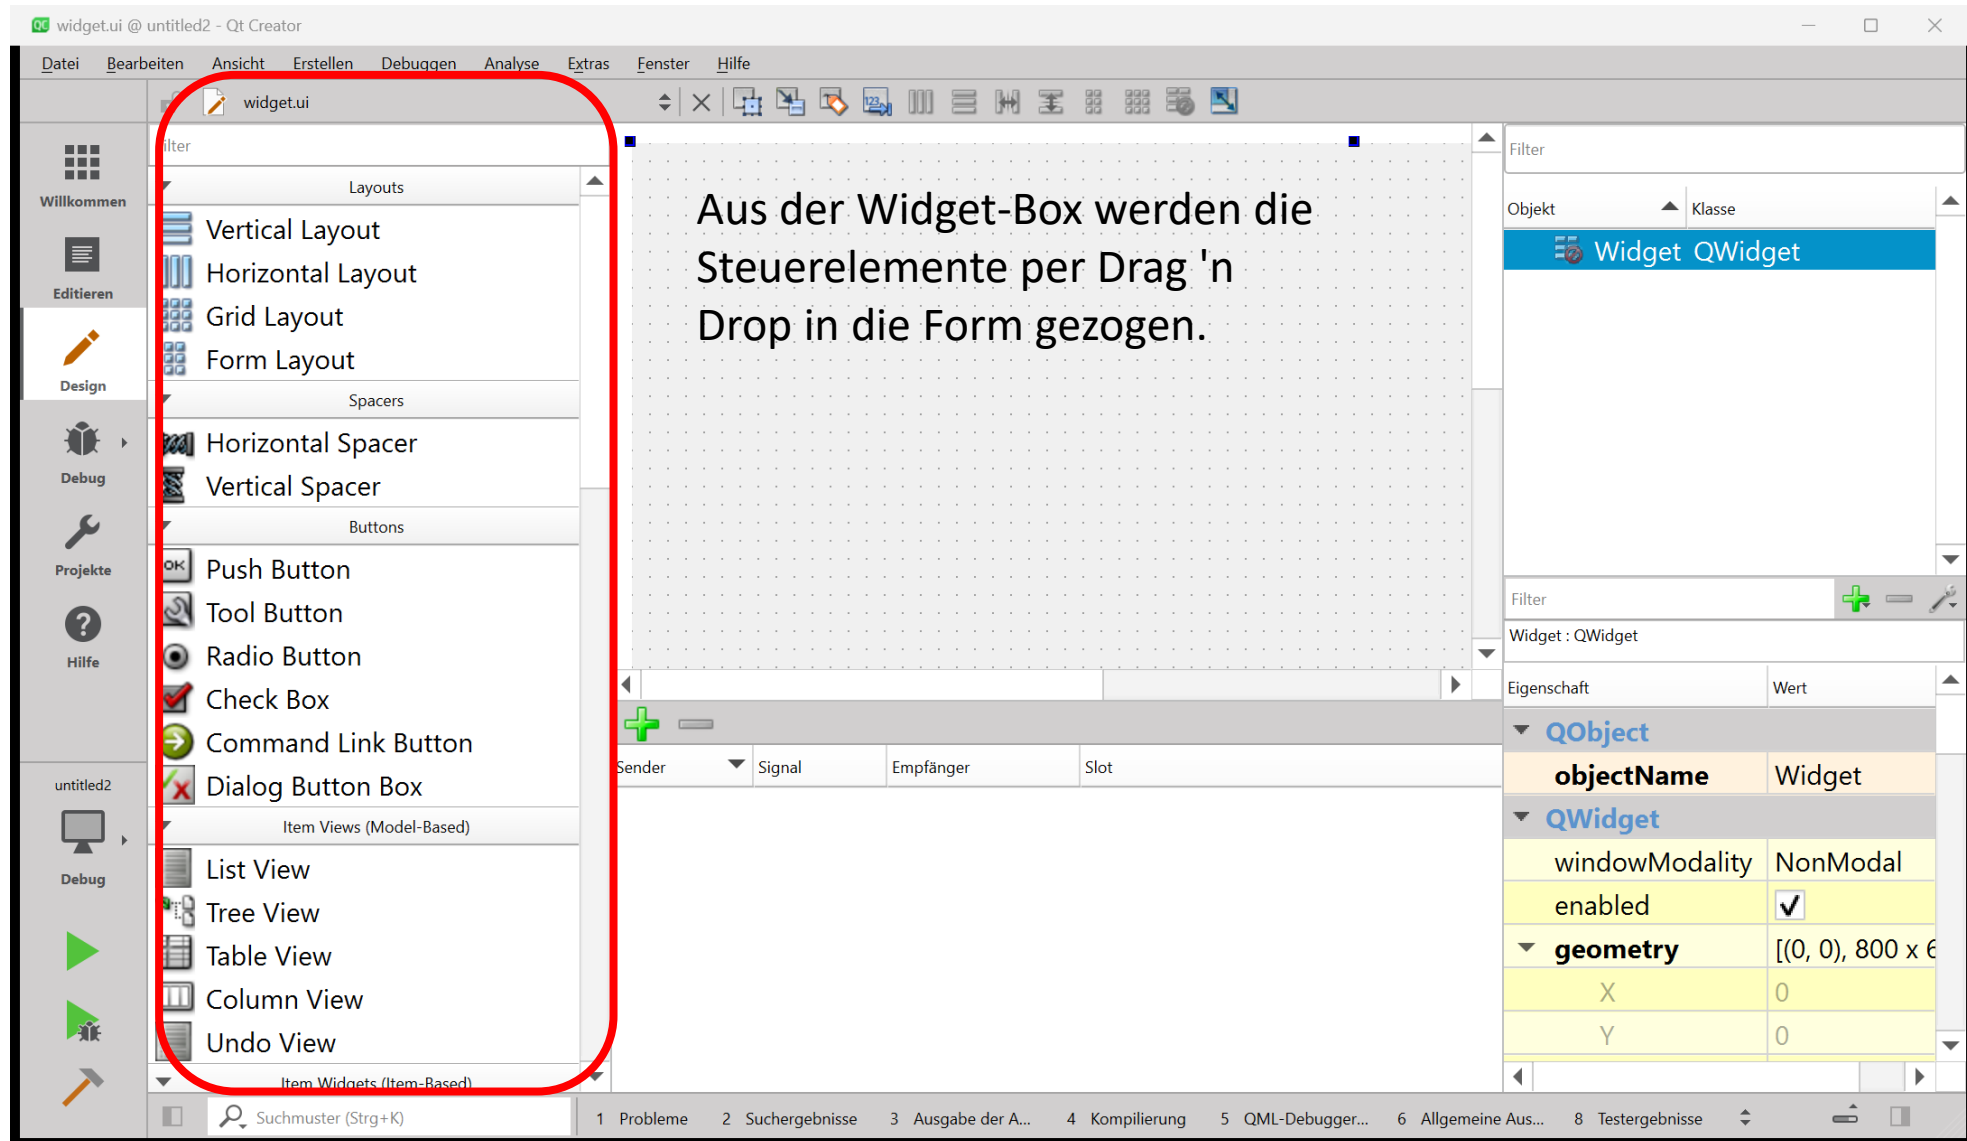 widget.ui @ untitled2 - Qt Creator
Datei Bearbeiten Ansicht Erstellen Debuggen Analyse Extras Fenster Hilfe
widget.ui
Filter
Layouts
Vertical Layout
Horizontal Layout
Grid Layout
Form Layout
Spacers
Horizontal Spacer
Vertical Spacer
Buttons
OK Push Button
Tool Button
Radio Button
Check Box
Command Link Button
Dialog Button Box
Item Views (Model-Based)
List View
Tree View
Table View
Column View
Undo View
Item Widgets (Item-Based)
Willkommen
Editieren
Design
Debug
Projekte
Hilfe
untitled2
Debug
Aus der Widget-Box werden die
Steuerelemente per Drag 'n
Drop in die Form gezogen.
Sender Signal Empfänger Slot
Filter
Objekt Klasse
Widget QWidget
Filter
Widget : QWidget
Eigenschaft Wert
QObject
objectName Widget
QWidget
windowModality NonModal
enabled
geometry [(0, 0), 800 x 6
X 0
Y 0
Suchmuster (Strg+K) 1 Probleme 2 Suchergebnisse 3 Ausgabe der A... 4 Kompilierung 5 QML-Debugger... 6 Allgemeine Aus... 8 Testergebnisse